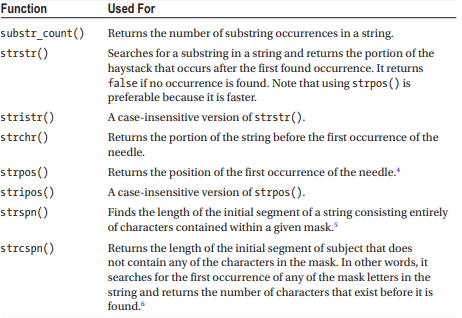 Function Used For
substr_count() Returns the number of substring occurrences in a string.
strstr() Searches for a substring in a string and returns the portion of the
haystack that occurs after the first found occurrence. It returns
false if no occurrence is found. Note that using strpos() is
preferable because it is faster.
stristr() A case-insensitive version of strstr().
strchr() Returns the portion of the string before the first occurrence of the
needle.
strpos() Returns the position of the first occurrence of the needle.4
stripos() A case-insensitive version of strpos().
strspn() Finds the length of the initial segment of a string consisting entirely
of characters contained within a given mask.5
strcspn() Returns the length of the initial segment of subject that does
not contain any of the characters in the mask. In other words, it
searches for the first occurrence of any of the mask letters in the
string and returns the number of characters that exist before it is
found.6